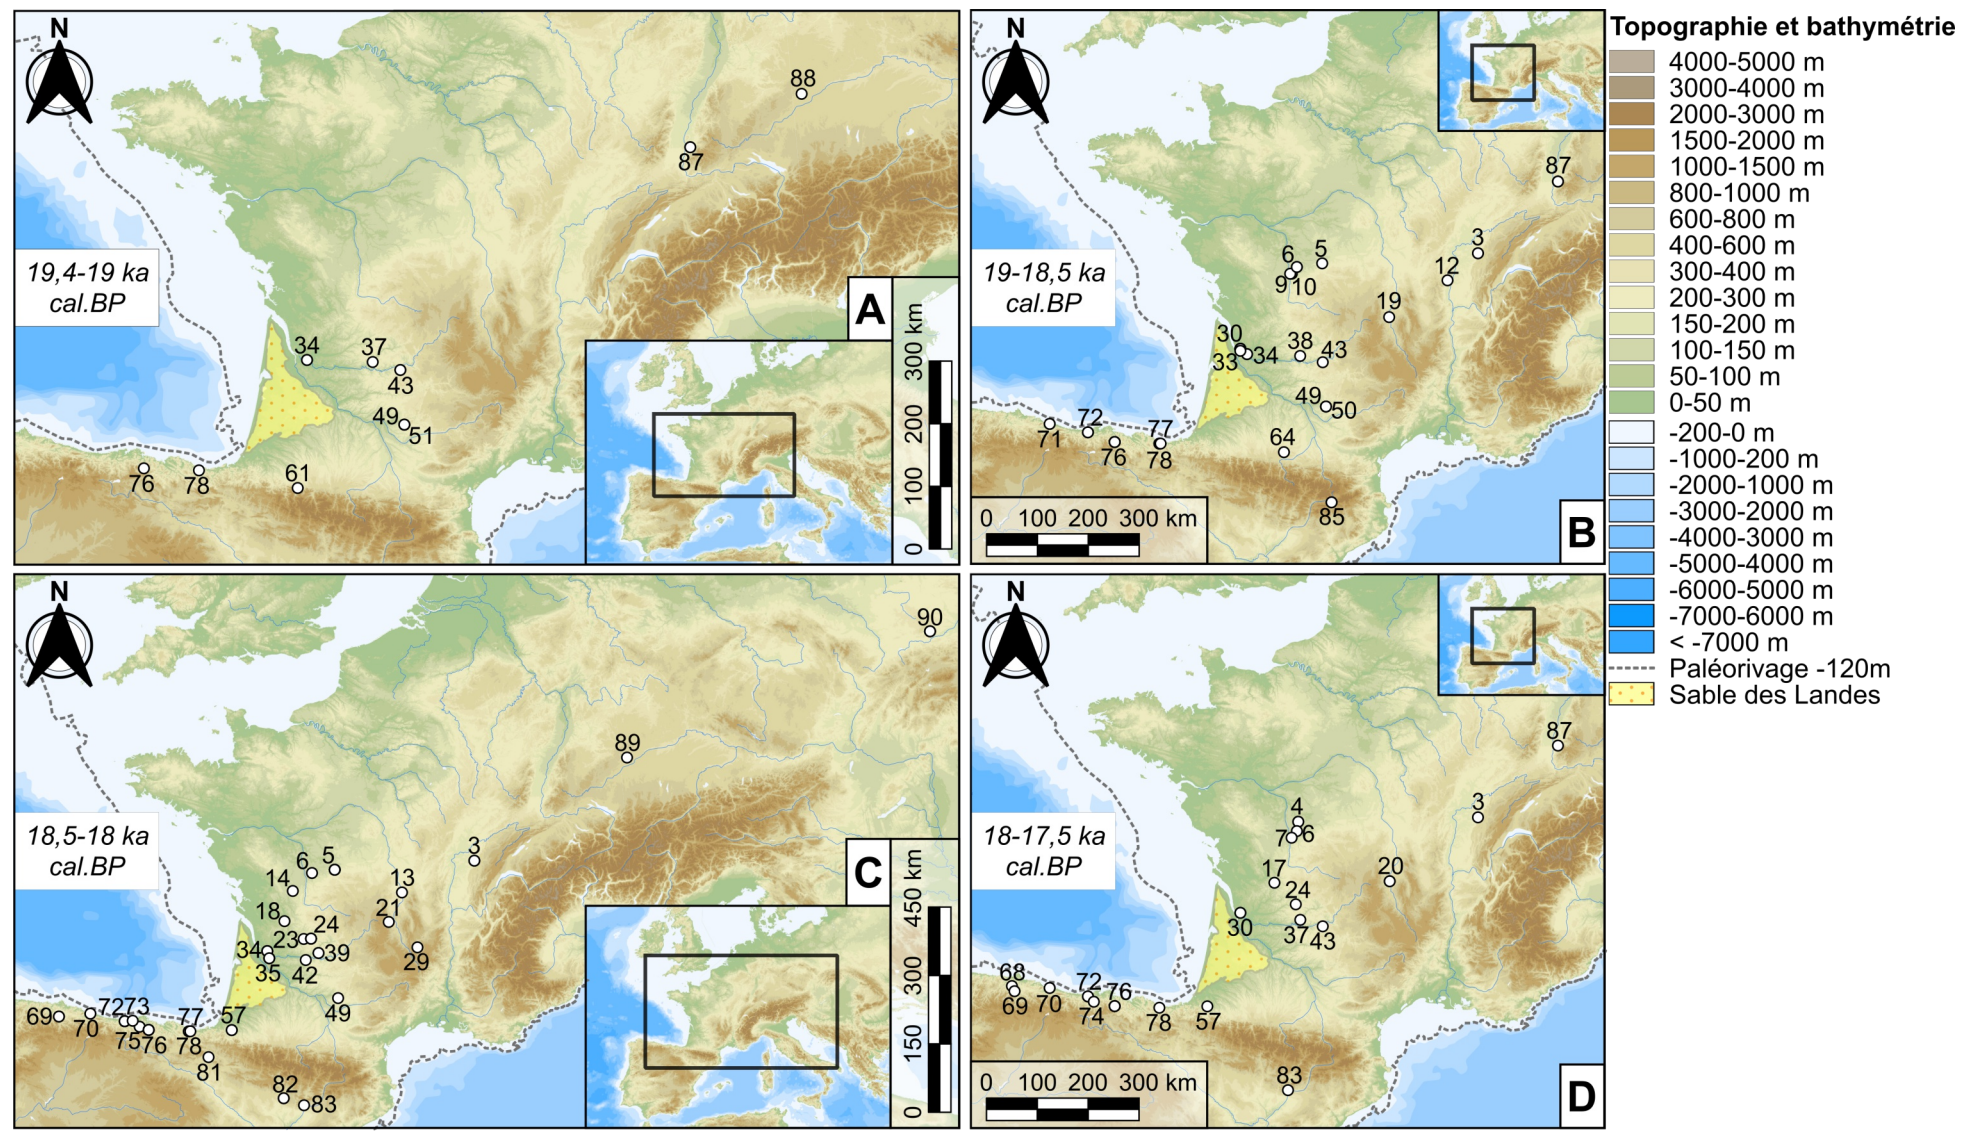 N
88
87
19,4-19 ka
cal.BP
A
34
37
43
49
51
76
78
61
0 100 200 300 km
N
87
3
6
5
12
9
10
19
19-18,5 ka
cal.BP
30
38
43
34
33
49
50
72
71
77
64
76
78
85
0 100 200 300 km
B
N
90
89
18,5-18 ka
cal.BP
C
3
6
5
14
13
21
18
24
34
23
39
35
42
29
49
72
73
77
57
69
70
75
76
78
81
82
83
0 150 300 450 km
N
87
4
3
7
6
18-17,5 ka
cal.BP
17
20
24
30
37
43
68
72
76
69
70
74
78
57
83
0 100 200 300 km
D
Topographie et bathymétrie
4000-5000 m
3000-4000 m
2000-3000 m
1500-2000 m
1000-1500 m
800-1000 m
600-800 m
400-600 m
300-400 m
200-300 m
150-200 m
100-150 m
50-100 m
0-50 m
-200-0 m
-1000-200 m
-2000-1000 m
-3000-2000 m
-4000-3000 m
-5000-4000 m
-6000-5000 m
-7000-6000 m
< -7000 m
Paléorivage -120m
Sable des Landes